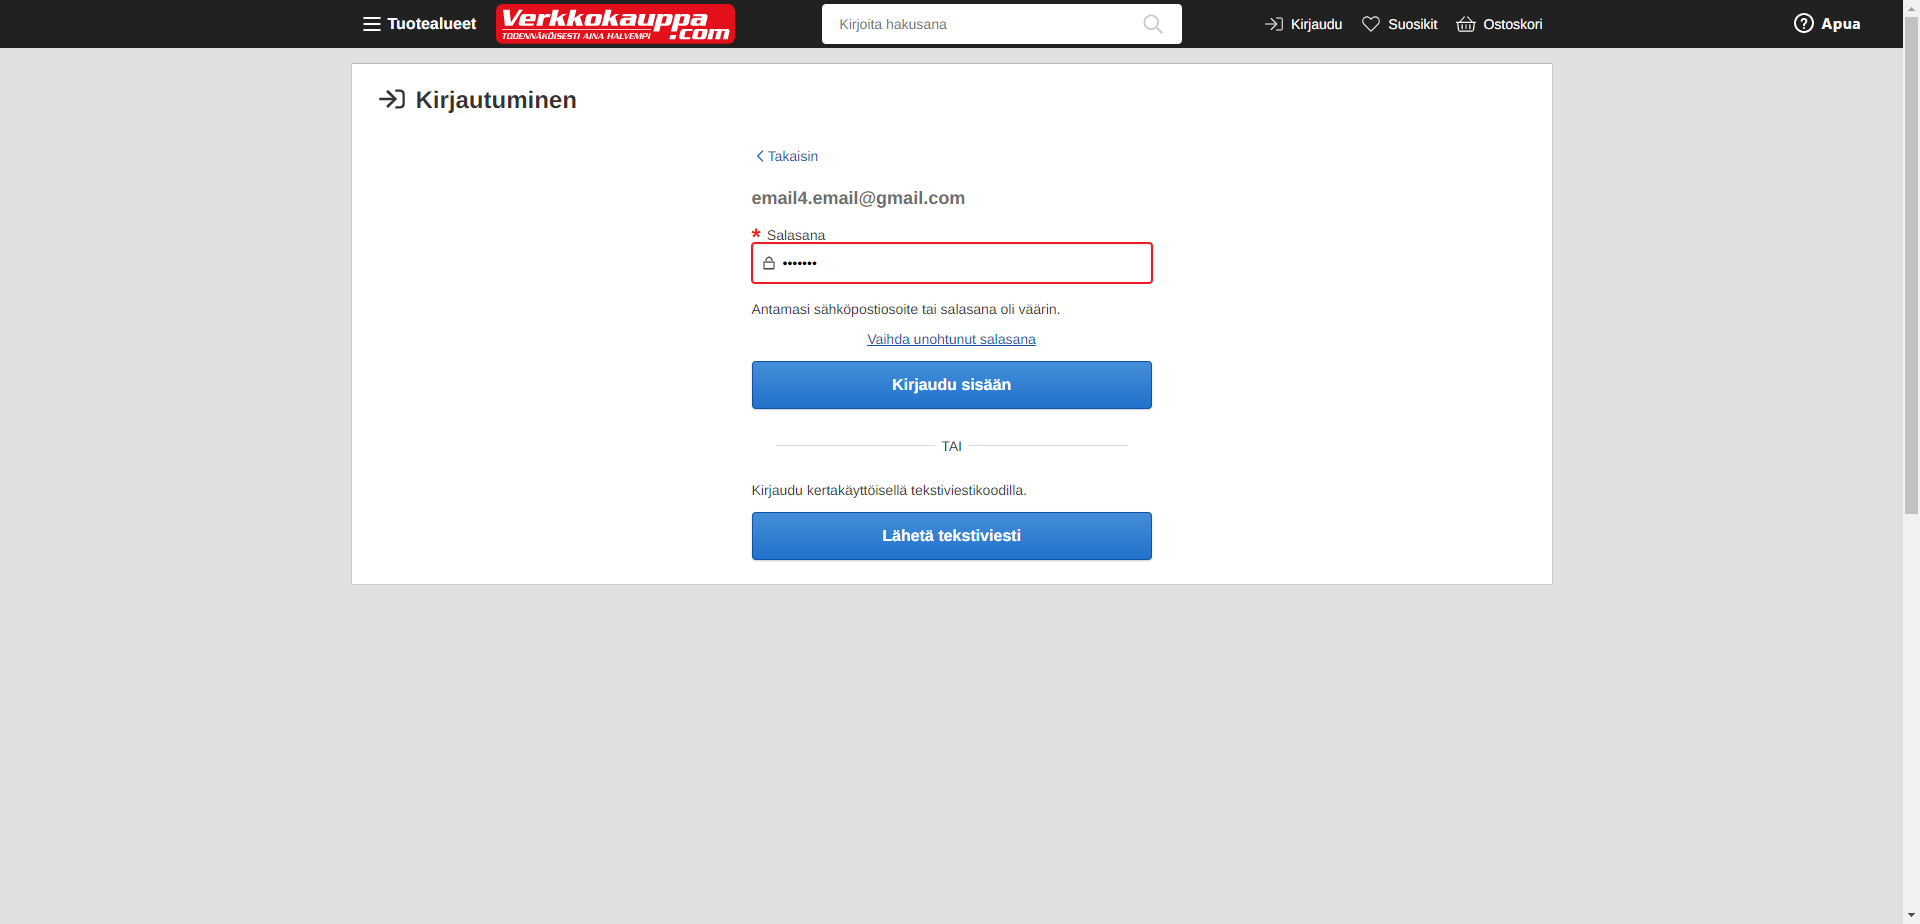 Tuotealueet
Verkkokauppa.com
TODENNÄKÖISESTI AINA HALVEMPI
Kirjoita hakusana
Kirjaudu
Suosikit
Ostoskori
Apua
Kirjautuminen
Takaisin
email4.email@gmail.com
* Salasana
•••••••
Antamasi sähköpostiosoite tai salasana oli väärin.
Vaihda unohtunut salasana
Kirjaudu sisään
TAI
Kirjaudu kertakäyttöisellä tekstiviestikoodilla.
Lähetä tekstiviesti